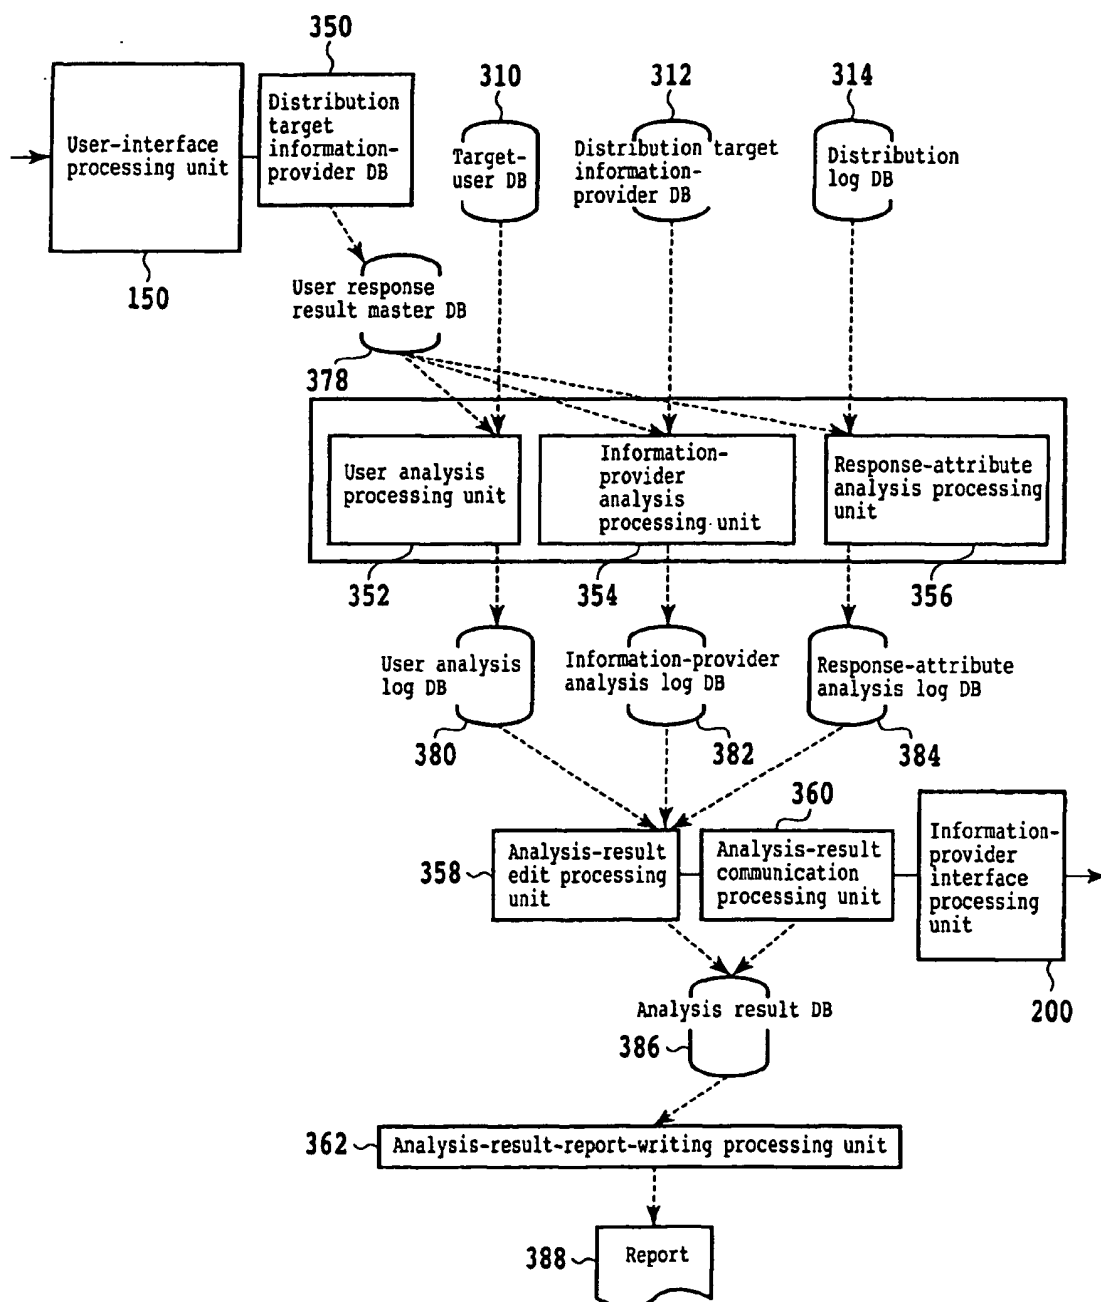 350
310
312
314
User-interface
processing unit
Distribution
target
information-
provider DB
Target-
user DB
Distribution target
information-
provider DB
Distribution
log DB
150
User response
result master DB
378
User analysis
processing unit
Information-
provider
analysis
processing unit
Response-attribute
analysis processing
unit
352
354
356
User analysis
log DB
Information-provider
analysis log DB
Response-attribute
analysis log DB
380
382
384
360
358
Analysis-result
edit processing
unit
Analysis-result
communication
processing unit
Information-
provider
interface
processing
unit
200
Analysis result DB
386
362
Analysis-result-report-writing processing unit
388
Report